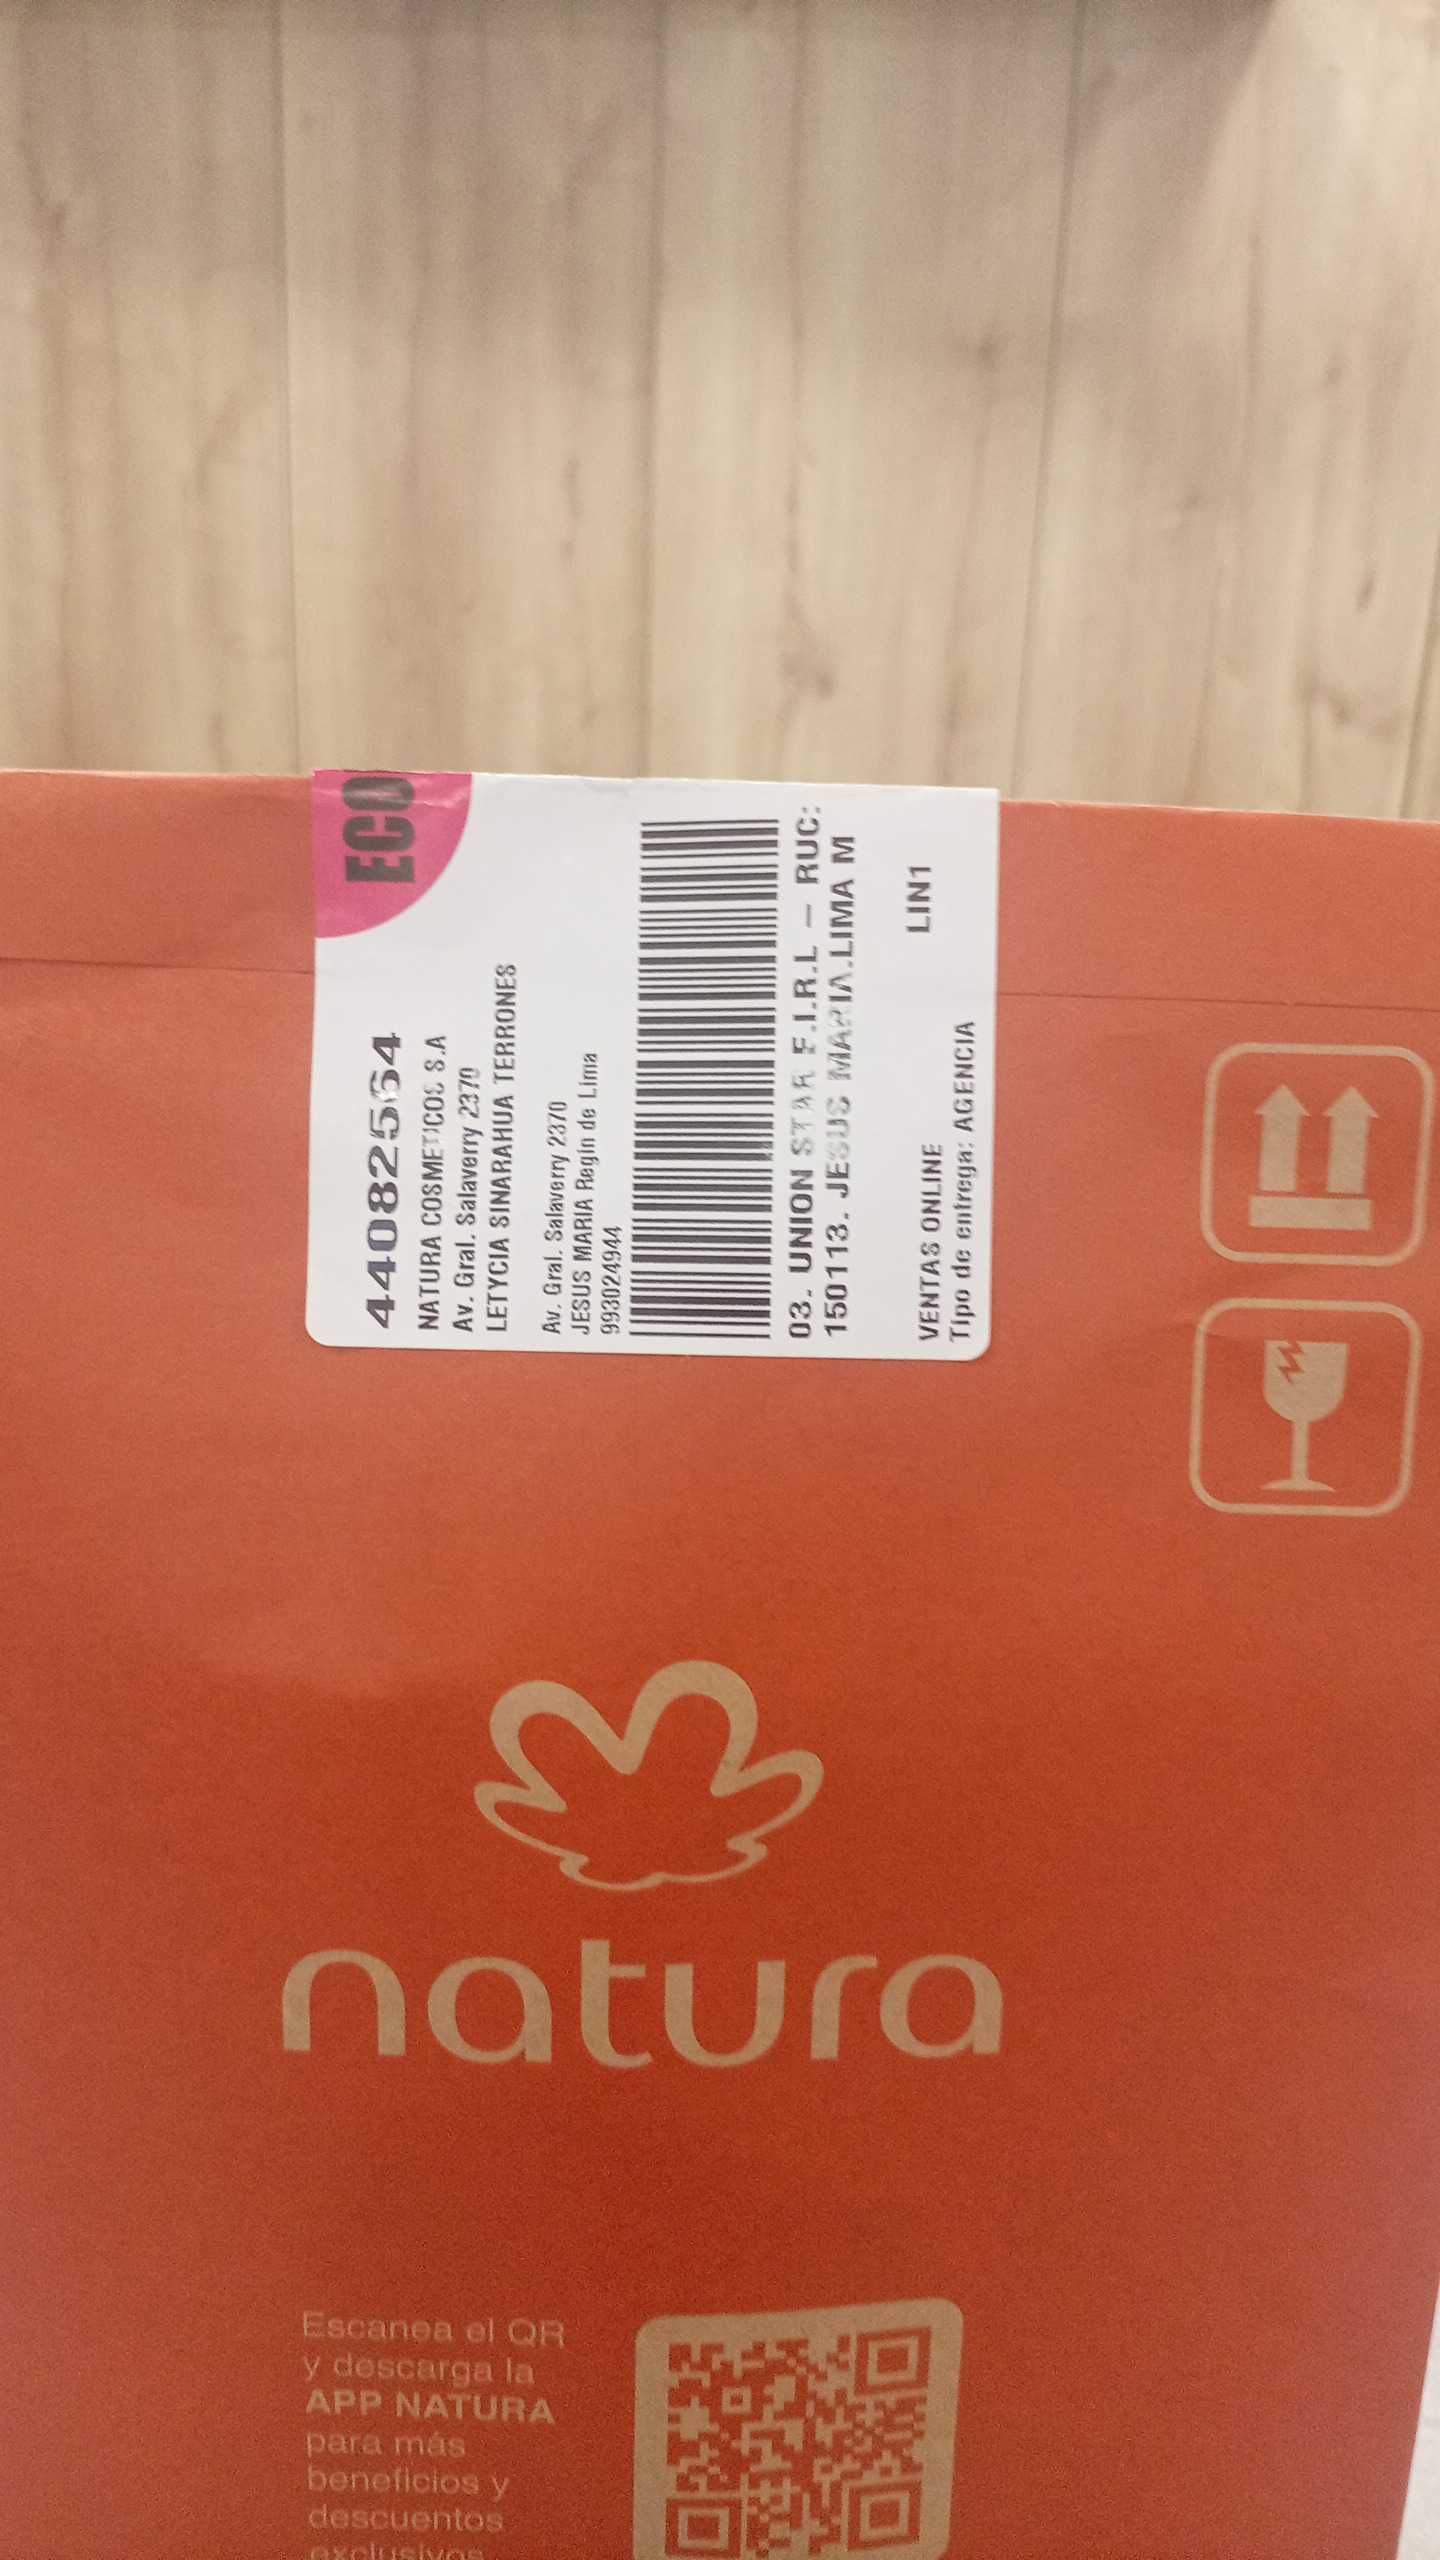 ECO
440825564
NATURA COSMETICOS S.A
Av. Gral. Salaverry 2370
LETYCIA SINARAHUA TERRONES
Av. Gral. Salaverry 2370
JESUS MARIA Regin de Lima
993024944
03. UNION STAR E.I.R.L – RUC:
150113. JESUS MARIA.LIMA M
LIN1
VENTAS ONLINE
Tipo de entrega: AGENCIA
natura
Escanea el QR
y descarga la
APP NATURA
para más
beneficios y
descuentos
exclusivos